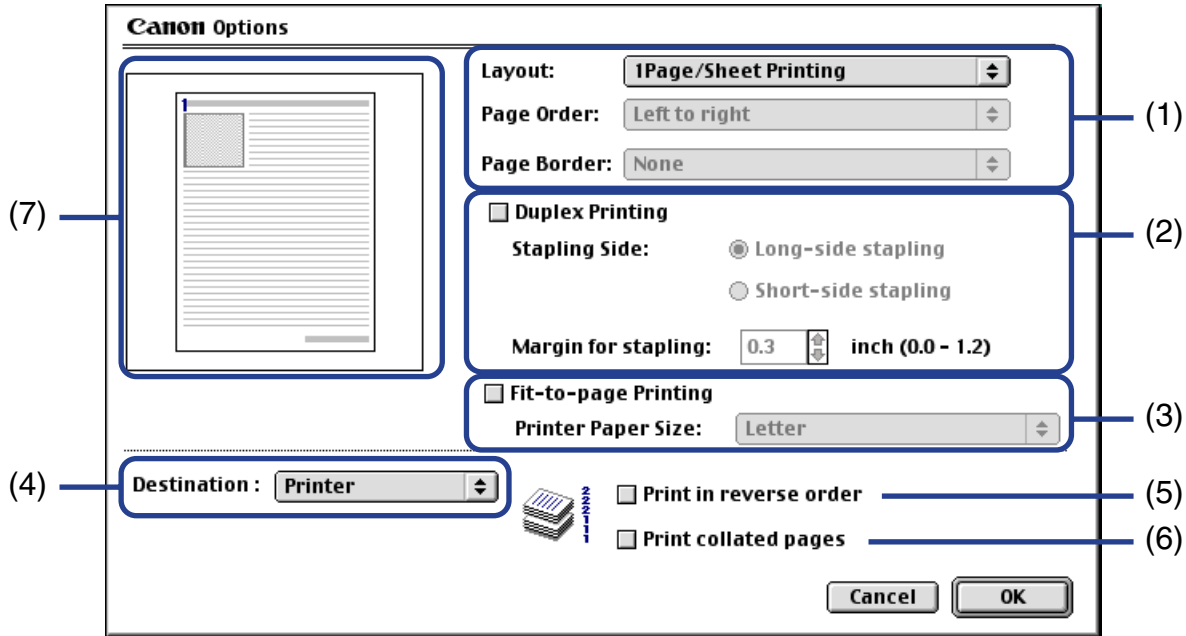 Canon Options
1
Layout: 1Page/Sheet Printing
Page Order: Left to right
Page Border: None
(1)
Duplex Printing
Stapling Side: Long-side stapling
Short-side stapling
Margin for stapling: 0.3 inch (0.0 - 1.2)
(2)
(7)
Fit-to-page Printing
Printer Paper Size: Letter
(3)
(4) Destination : Printer
222111
Print in reverse order (5)
Print collated pages (6)
Cancel OK